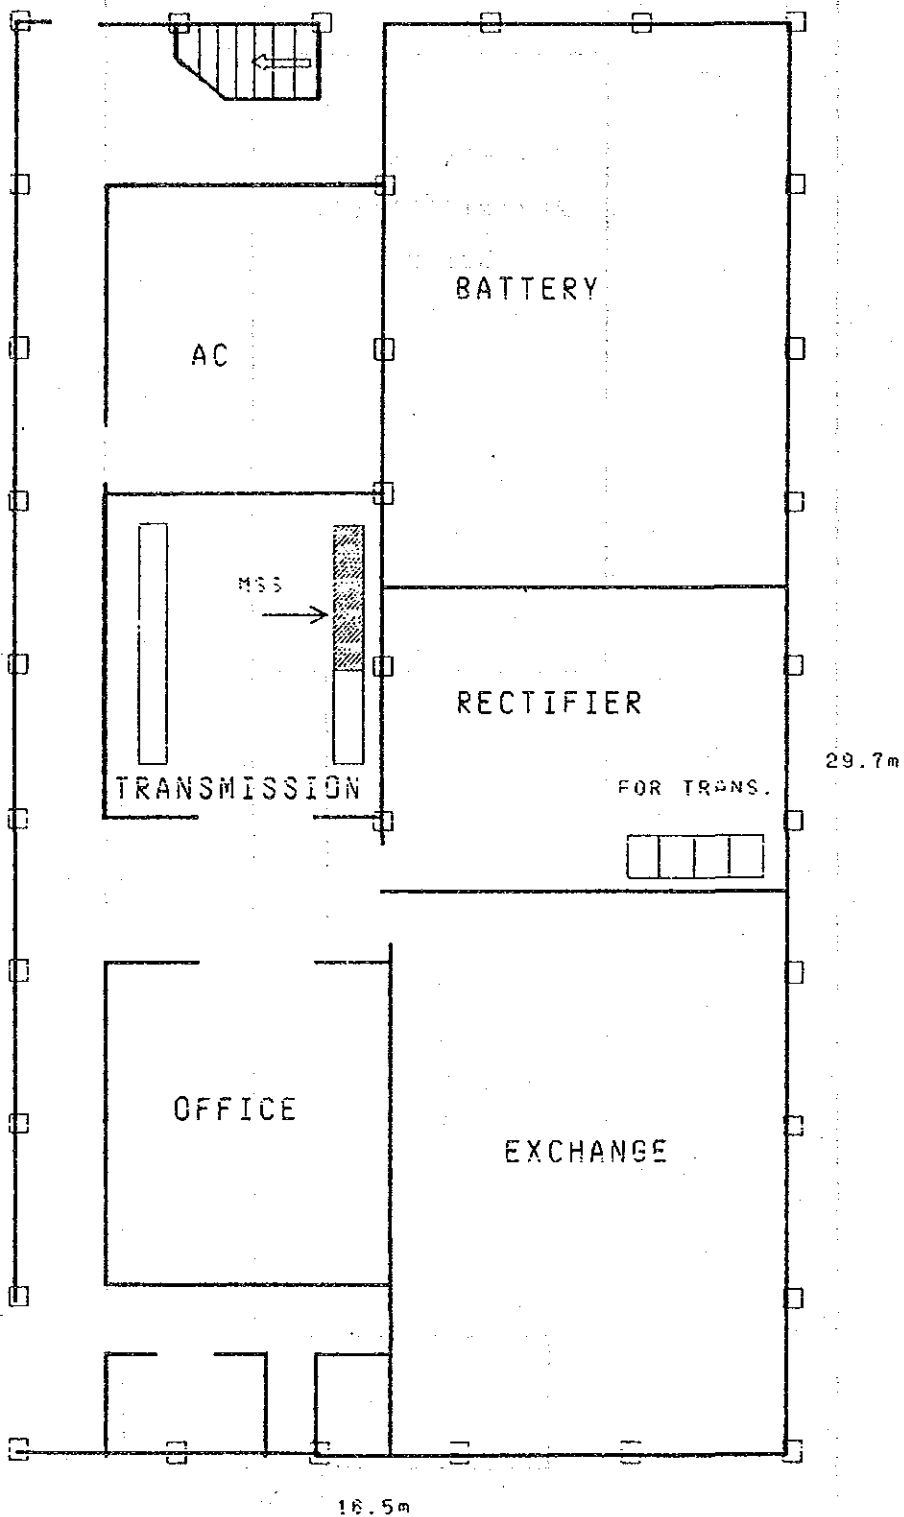 BATTERY
AC
MSS
RECTIFIER
29.7m
TRANSMISSION
FOR TRANS.
OFFICE
EXCHANGE
16.5m